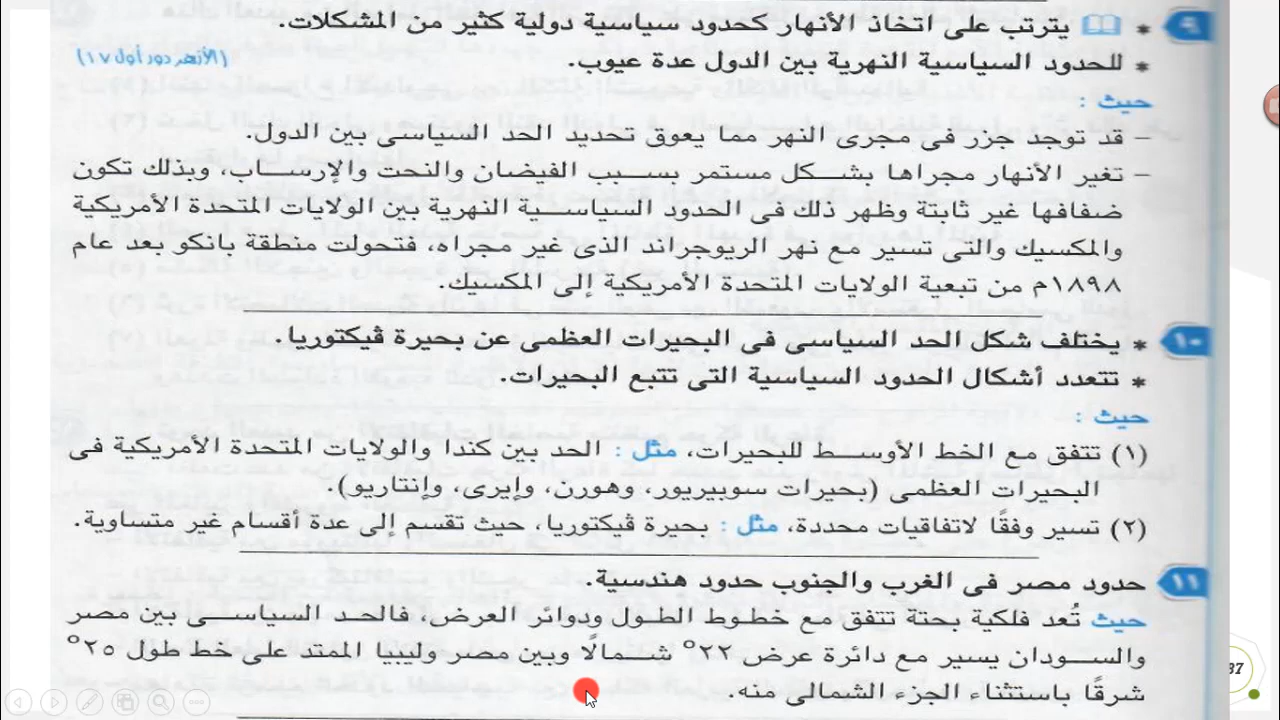 ٩ * يترتب على اتخاذ الأنهار كحدود سياسية دولية كثير من المشكلات.
* للحدود السياسية النهرية بين الدول عدة عيوب. (الأزهر دور أول ١٧)
حيث :
– قد توجد جزر فى مجرى النهر مما يعوق تحديد الحد السياسى بين الدول.
– تغير الأنهار مجراها بشكل مستمر بسبب الفيضان والنحت والإرساب، وبذلك تكون
ضفافها غير ثابتة وظهر ذلك فى الحدود السياسية النهرية بين الولايات المتحدة الأمريكية
والمكسيك والتى تسير مع نهر الريوجراند الذى غير مجراه، فتحولت منطقة بانكو بعد عام
١٨٩٨م من تبعية الولايات المتحدة الأمريكية إلى المكسيك.
١٠ * يختلف شكل الحد السياسى فى البحيرات العظمى عن بحيرة ڤيكتوريا.
* تتعدد أشكال الحدود السياسية التى تتبع البحيرات.
حيث :
(١) تتفق مع الخط الأوسط للبحيرات، مثل : الحد بين كندا والولايات المتحدة الأمريكية فى
البحيرات العظمى (بحيرات سوبيريور، وهورن، وإيرى، وإنتاريو).
(٢) تسير وفقًا لاتفاقيات محددة، مثل : بحيرة ڤيكتوريا، حيث تقسم إلى عدة أقسام غير متساوية.
١١ حدود مصر فى الغرب والجنوب حدود هندسية.
حيث تُعد فلكية بحتة تتفق مع خطوط الطول ودوائر العرض، فالحد السياسى بين مصر
والسودان يسير مع دائرة عرض ٢٢° شمالًا وبين مصر وليبيا الممتد على خط طول ٢٥°
شرقًا باستثناء الجزء الشمالى منه.
37